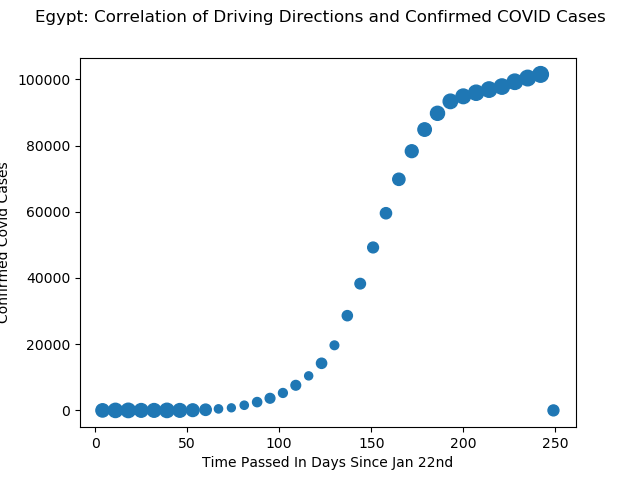 Egypt: Correlation of Driving Directions and Confirmed COVID Cases
Confirmed Covid Cases
100000
80000
60000
40000
20000
0
0 50 100 150 200 250
Time Passed In Days Since Jan 22nd